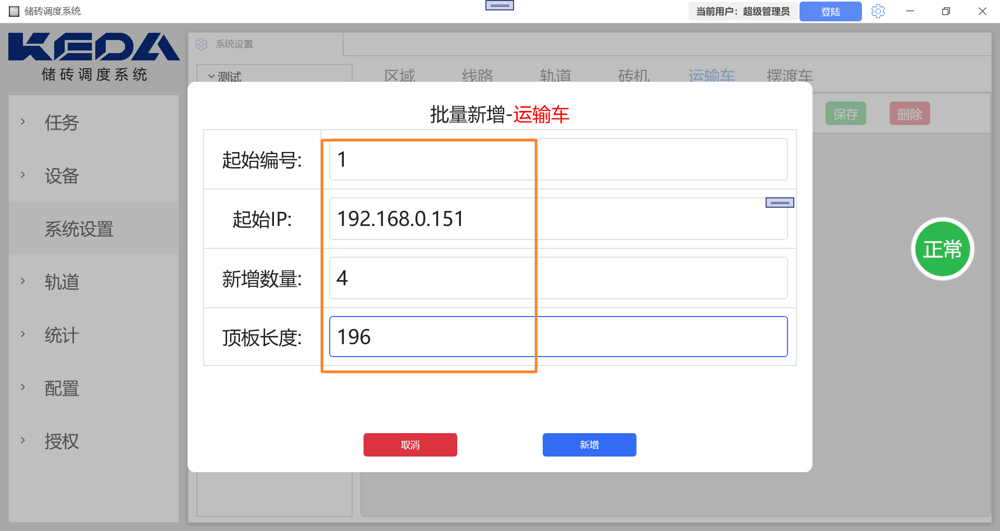 储砖调度系统
当前用户：超级管理员
登陆
KEDA
储砖调度系统
系统设置
测试
区域
线路
轨道
砖机
运输车
摆渡车
保存
删除
任务
设备
系统设置
轨道
统计
配置
授权
批量新增-运输车
起始编号:
1
起始IP:
192.168.0.151
新增数量:
4
顶板长度:
196
取消
新增
正常